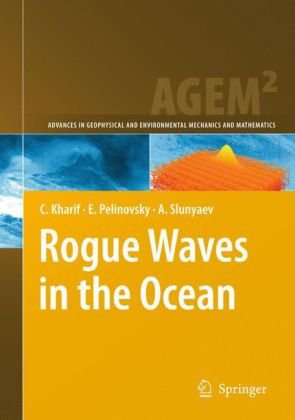 AGEM²
ADVANCES IN GEOPHYSICAL AND ENVIRONMENTAL MECHANICS AND MATHEMATICS
C. Kharif · E. Pelinovsky · A. Slunyaev
Rogue Waves
in the Ocean
Springer